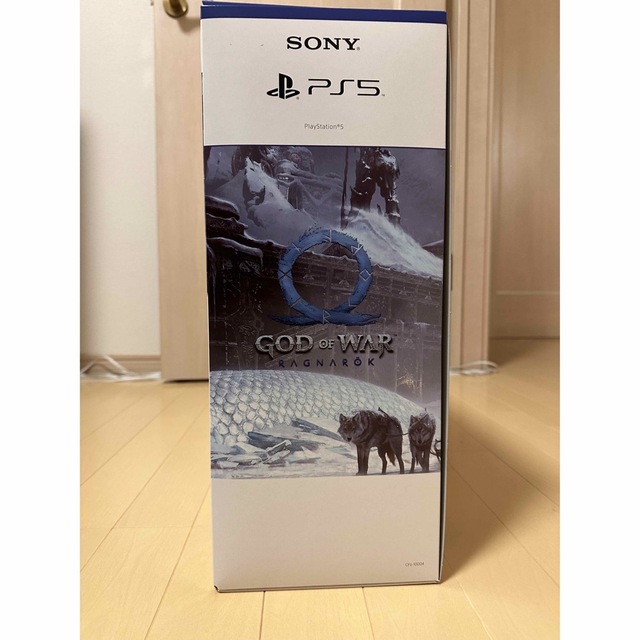 SONY
PS5
PlayStation®5
GOD OF WAR
RAGNARÖK